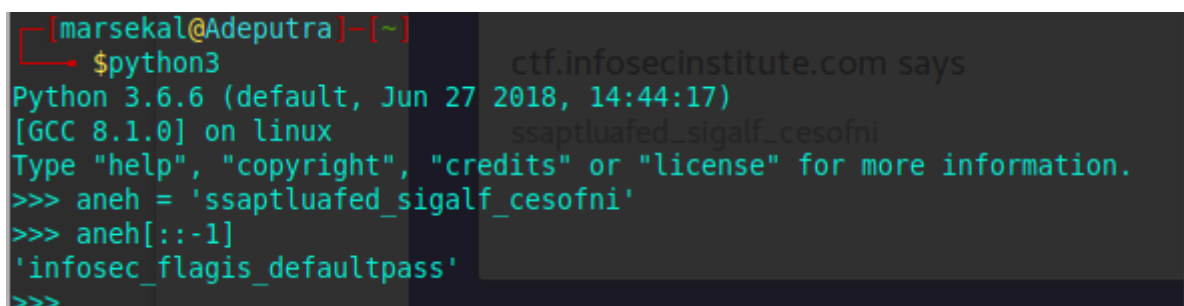 [marsekal@Adeputra]-[~]
$python3
ctf.infosecinstitute.com says
Python 3.6.6 (default, Jun 27 2018, 14:44:17)
[GCC 8.1.0] on linux
ssaptluafed_sigalf_cesofni
Type "help", "copyright", "credits" or "license" for more information.
>>> aneh = 'ssaptluafed_sigalf_cesofni'
>>> aneh[::-1]
'infosec_flagis_defaultpass'
>>>